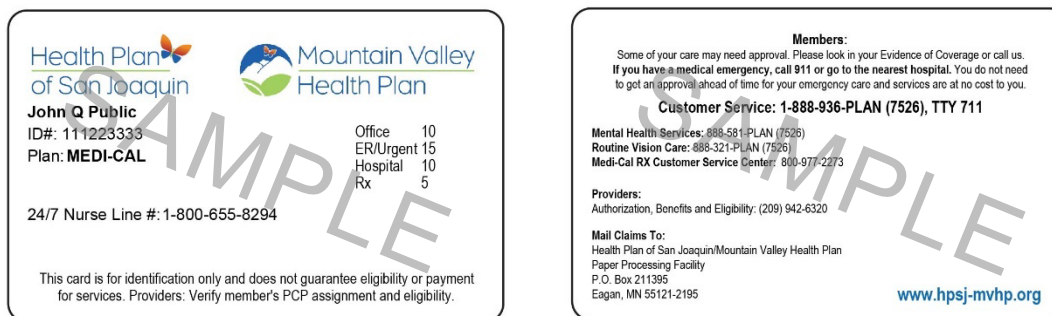 Health Plan
of San Joaquin
Mountain Valley
Health Plan
John Q Public
ID#: 111223333
Plan: MEDI-CAL
Office 10
ER/Urgent 15
Hospital 10
Rx 5
24/7 Nurse Line #: 1-800-655-8294
This card is for identification only and does not guarantee eligibility or payment
for services. Providers: Verify member's PCP assignment and eligibility.
SAMPLE
Members:
Some of your care may need approval. Please look in your Evidence of Coverage or call us.
If you have a medical emergency, call 911 or go to the nearest hospital. You do not need
to get an approval ahead of time for your emergency care and services are at no cost to you.
Customer Service: 1-888-936-PLAN (7526), TTY 711
Mental Health Services: 888-581-PLAN (7526)
Routine Vision Care: 888-321-PLAN (7526)
Medi-Cal RX Customer Service Center: 800-977-2273
Providers:
Authorization, Benefits and Eligibility: (209) 942-6320
Mail Claims To:
Health Plan of San Joaquin/Mountain Valley Health Plan
Paper Processing Facility
P.O. Box 211395
Eagan, MN 55121-2195
www.hpsj-mvhp.org
SAMPLE